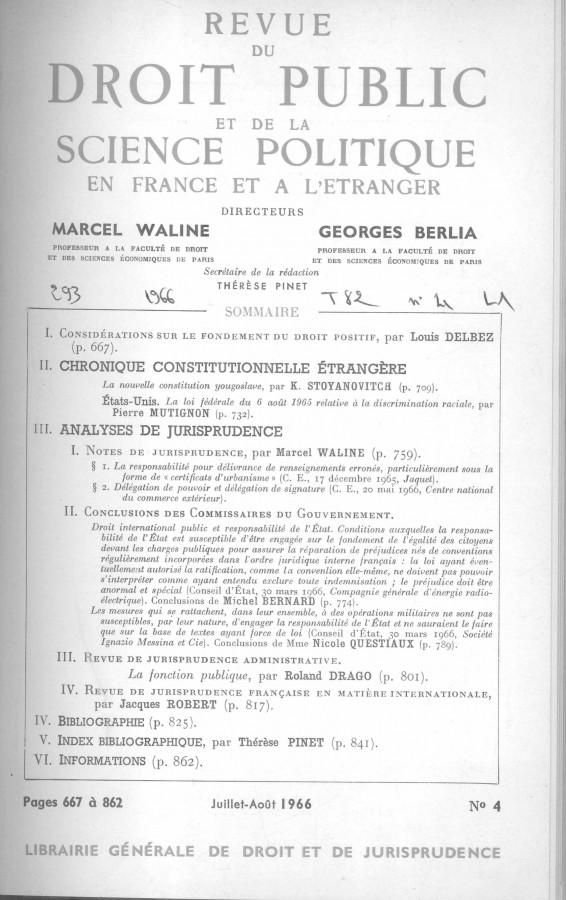 REVUE
DU
DROIT PUBLIC
ET DE LA
SCIENCE POLITIQUE
EN FRANCE ET A L'ETRANGER
DIRECTEURS
MARCEL WALINE
PROFESSEUR A LA FACULTÉ DE DROIT
ET DES SCIENCES ÉCONOMIQUES DE PARIS
GEORGES BERLIA
PROFESSEUR A LA FACULTÉ DE DROIT
ET DES SCIENCES ÉCONOMIQUES DE PARIS
Secrétaire de la rédaction
THÉRÈSE PINET
293 1966 T 82 n°
SOMMAIRE
I. CONSIDÉRATIONS SUR LE FONDEMENT DU DROIT POSITIF, par Louis DELBEZ
(p. 667).
II. CHRONIQUE CONSTITUTIONNELLE ÉTRANGÈRE
La nouvelle constitution yougoslave, par K. STOYANOVITCH (p. 709).
États-Unis. La loi fédérale du 6 août 1965 relative à la discrimination raciale, par
Pierre MUTIGNON (p. 732).
III. ANALYSES DE JURISPRUDENCE
I. NOTES DE JURISPRUDENCE, par Marcel WALINE (p. 759).
§ 1. La responsabilité pour délivrance de renseignements erronés, particulièrement sous la
forme de « certificats d'urbanisme » (C. E., 17 décembre 1965, Jaquet).
§ 2. Délégation de pouvoir et délégation de signature (C. E., 20 mai 1966, Centre national
du commerce extérieur).
II. CONCLUSIONS DES COMMISSAIRES DU GOUVERNEMENT.
Droit international public et responsabilité de l'État. Conditions auxquelles la responsa-
bilité de l'État est susceptible d'être engagée sur le fondement de l'égalité des citoyens
devant les charges publiques pour assurer la réparation de préjudices nés de conventions
régulièrement incorporées dans l'ordre juridique interne français : la loi ayant éven-
tuellement autorisé la ratification, comme la convention elle-même, ne doivent pas pouvoir
s'interpréter comme ayant entendu exclure toute indemnisation ; le préjudice doit être
anormal et spécial (Conseil d'État, 30 mars 1966, Compagnie générale d'énergie radio-
électrique). Conclusions de Michel BERNARD (p. 774).
Les mesures qui se rattachent, dans leur ensemble, à des opérations militaires ne sont pas
susceptibles, par leur nature, d'engager la responsabilité de l'État et ne sauraient le faire
que sur la base de textes ayant force de loi (Conseil d'État, 30 mars 1966, Société
Ignazio Messina et Cie). Conclusions de Mme Nicole QUESTIAUX (p. 789).
III. REVUE DE JURISPRUDENCE ADMINISTRATIVE.
La fonction publique, par Roland DRAGO (p. 801).
IV. REVUE DE JURISPRUDENCE FRANÇAISE EN MATIÈRE INTERNATIONALE,
par Jacques ROBERT (p. 817).
IV. BIBLIOGRAPHIE (p. 825).
V. INDEX BIBLIOGRAPHIQUE, par Thérèse PINET (p. 841).
VI. INFORMATIONS (p. 862).
Pages 667 à 862 Juillet-Août 1966 No 4
LIBRAIRIE GÉNÉRALE DE DROIT ET DE JURISPRUDENCE